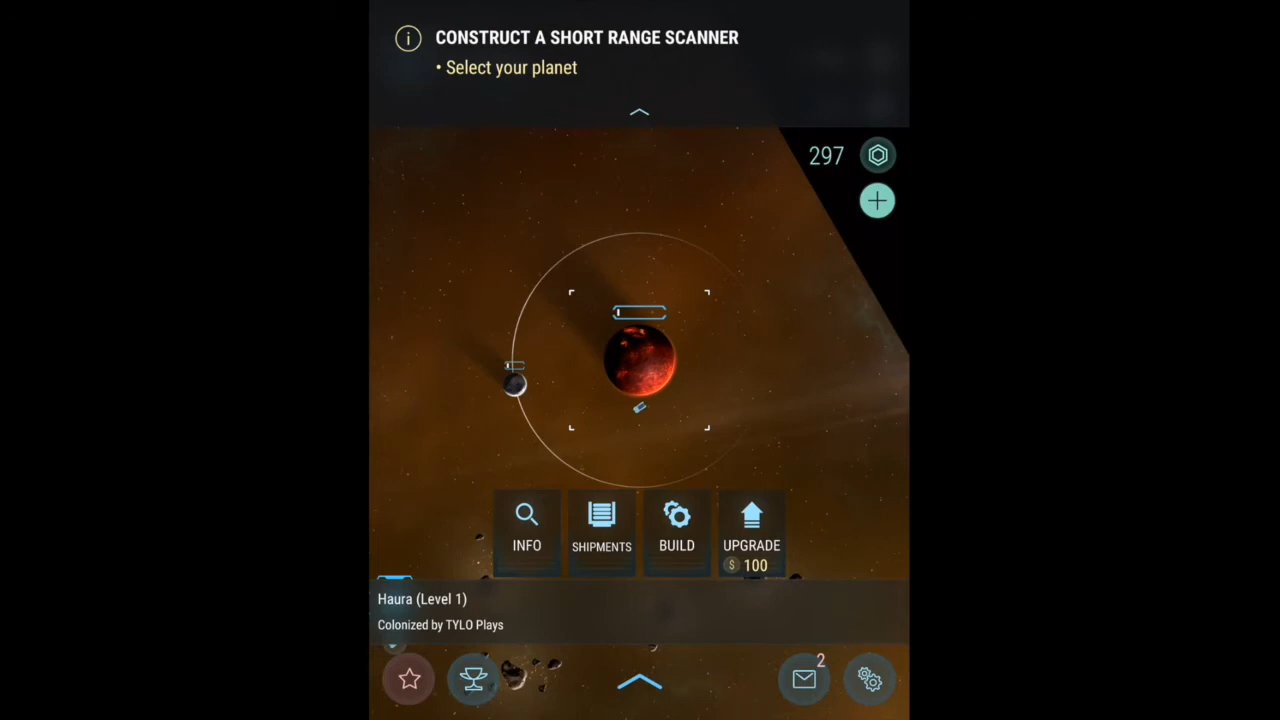 CONSTRUCT A SHORT RANGE SCANNER
• Select your planet
297
INFO
SHIPMENTS
BUILD
UPGRADE
$ 100
Haura (Level 1)
Colonized by TYLO Plays
2